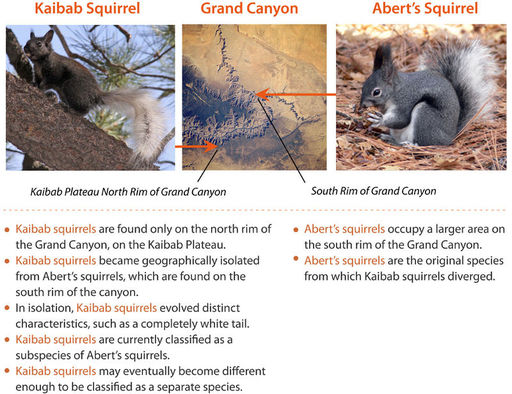 Kaibab Squirrel
Grand Canyon
Abert's Squirrel
Kaibab Plateau North Rim of Grand Canyon
South Rim of Grand Canyon
• Kaibab squirrels are found only on the north rim of
the Grand Canyon, on the Kaibab Plateau.
• Kaibab squirrels became geographically isolated
from Abert's squirrels, which are found on the
south rim of the canyon.
• In isolation, Kaibab squirrels evolved distinct
characteristics, such as a completely white tail.
• Kaibab squirrels are currently classified as a
subspecies of Abert's squirrels.
• Kaibab squirrels may eventually become different
enough to be classified as a separate species.
• Abert's squirrels occupy a larger area on
the south rim of the Grand Canyon.
• Abert's squirrels are the original species
from which Kaibab squirrels diverged.